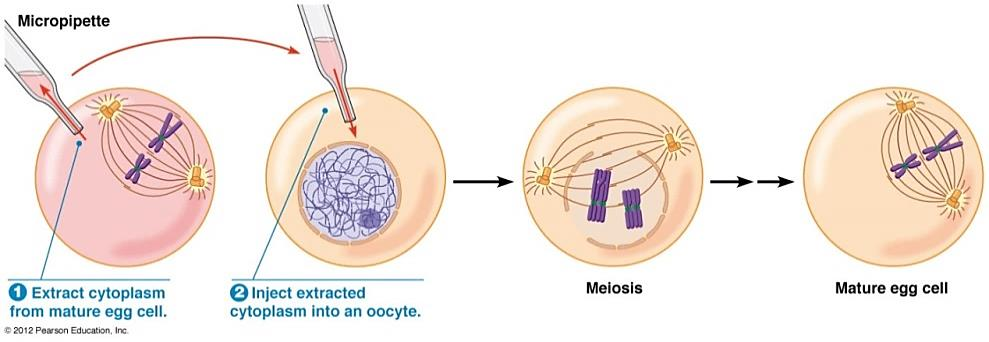 Micropipette
1 Extract cytoplasm
from mature egg cell.
2 Inject extracted
cytoplasm into an oocyte.
Meiosis
Mature egg cell
© 2012 Pearson Education, Inc.